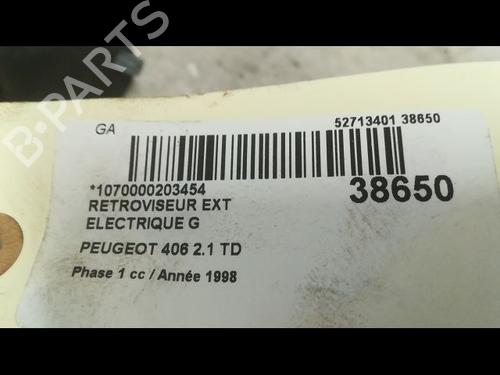 B-PARTS
GA
52713401 38650
*1070000203454
38650
RETROVISEUR EXT
ELECTRIQUE G
PEUGEOT 406 2.1 TD
Phase 1 cc / Année 1998